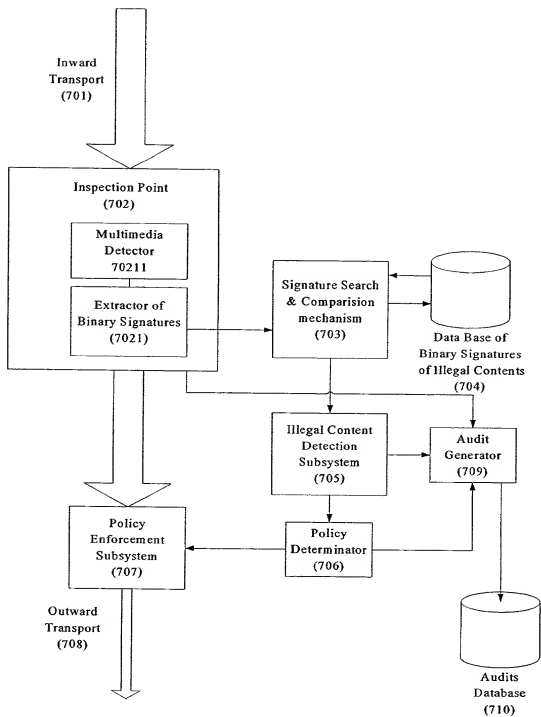 Inward
Transport
(701)
Inspection Point
(702)
Multimedia
Detector
70211
Extractor of
Binary Signatures
(7021)
Signature Search
& Comparision
mechanism
(703)
Data Base of
Binary Signatures
of Illegal Contents
(704)
Illegal Content
Detection
Subsystem
(705)
Audit
Generator
(709)
Policy
Enforcement
Subsystem
(707)
Policy
Determinator
(706)
Outward
Transport
(708)
Audits
Database
(710)